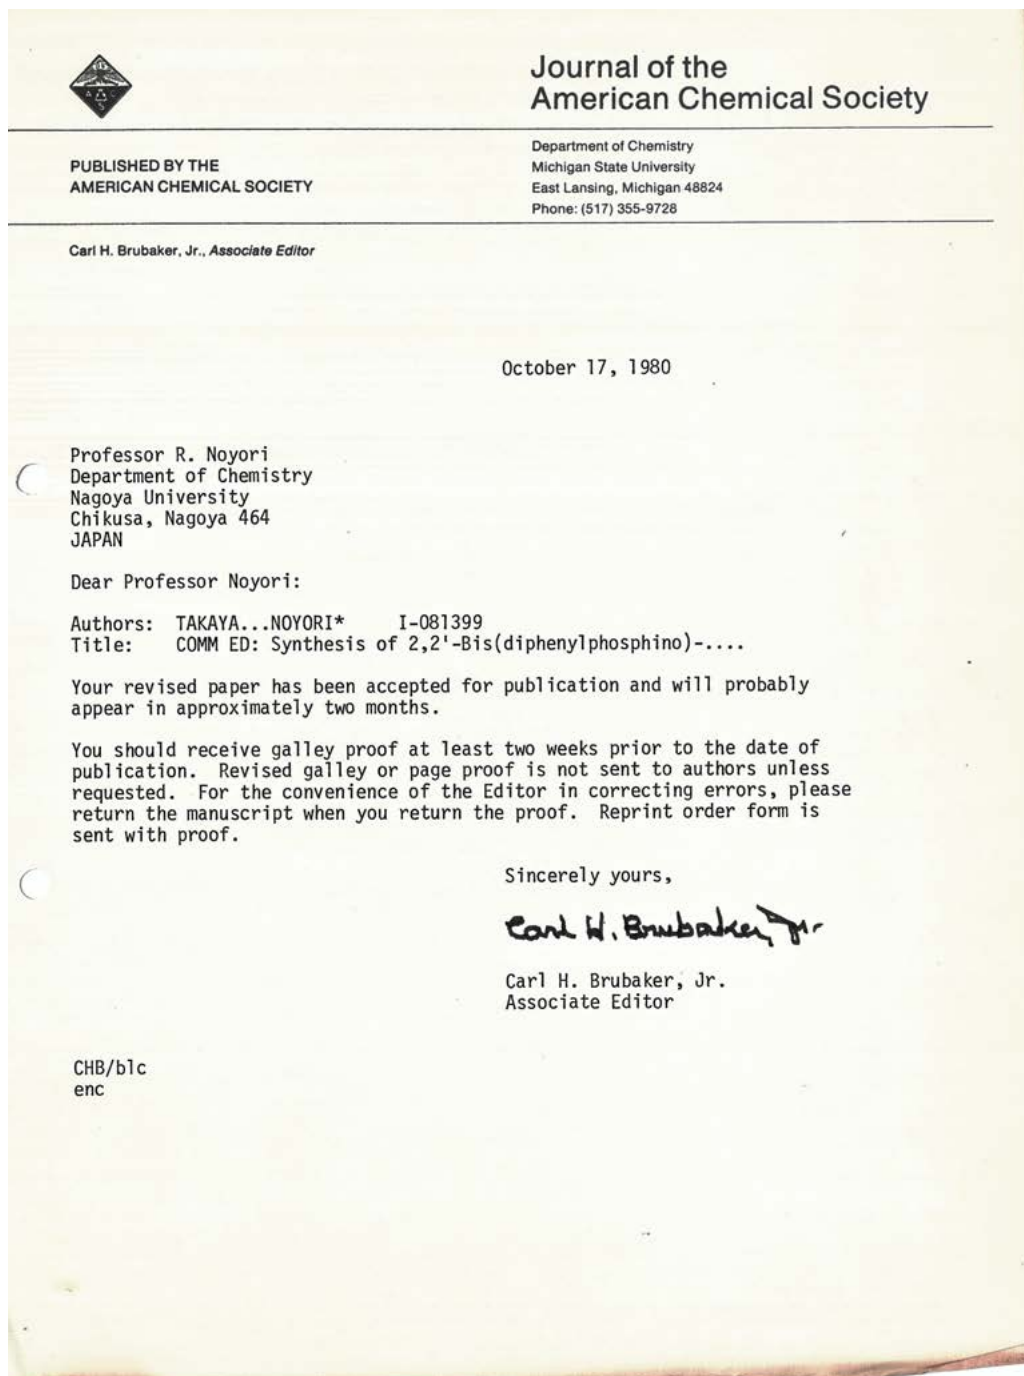 Journal of the
American Chemical Society
PUBLISHED BY THE
AMERICAN CHEMICAL SOCIETY
Department of Chemistry
Michigan State University
East Lansing, Michigan 48824
Phone: (517) 355-9728
Carl H. Brubaker, Jr., Associate Editor
October 17, 1980
Professor R. Noyori
Department of Chemistry
Nagoya University
Chikusa, Nagoya 464
JAPAN
Dear Professor Noyori:
Authors: TAKAYA...NOYORI* I-081399
Title: COMM ED: Synthesis of 2,2'-Bis(diphenylphosphino)-....
Your revised paper has been accepted for publication and will probably
appear in approximately two months.
You should receive galley proof at least two weeks prior to the date of
publication. Revised galley or page proof is not sent to authors unless
requested. For the convenience of the Editor in correcting errors, please
return the manuscript when you return the proof. Reprint order form is
sent with proof.
Sincerely yours,
Carl H. Brubaker, Jr.
Carl H. Brubaker, Jr.
Associate Editor
CHB/blc
enc